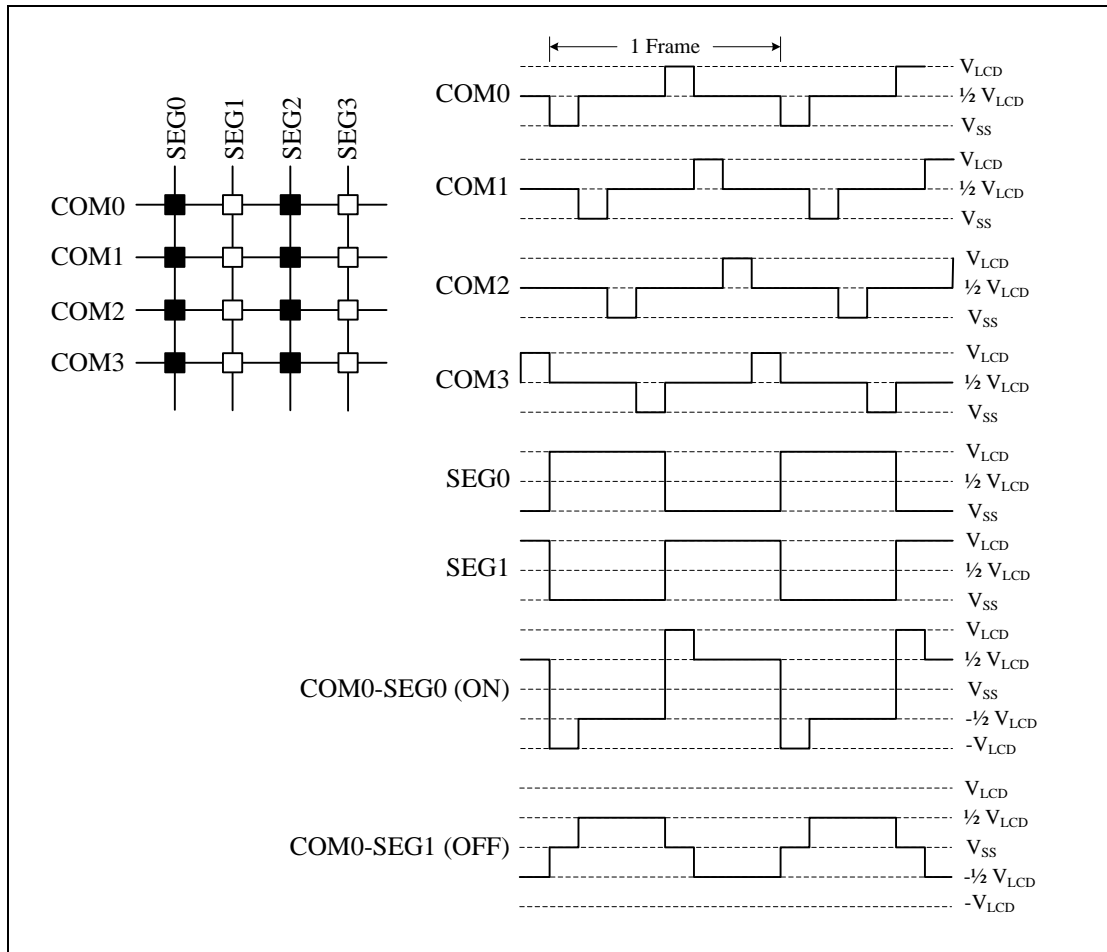 1 Frame
SEG0
SEG1
SEG2
SEG3
COM0
COM1
COM2
COM3
COM0
V_LCD
½ V_LCD
V_SS
COM1
V_LCD
½ V_LCD
V_SS
COM2
V_LCD
½ V_LCD
V_SS
COM3
V_LCD
½ V_LCD
V_SS
SEG0
V_LCD
½ V_LCD
V_SS
SEG1
V_LCD
½ V_LCD
V_SS
COM0-SEG0 (ON)
V_LCD
½ V_LCD
V_SS
-½ V_LCD
-V_LCD
COM0-SEG1 (OFF)
V_LCD
½ V_LCD
V_SS
-½ V_LCD
-V_LCD